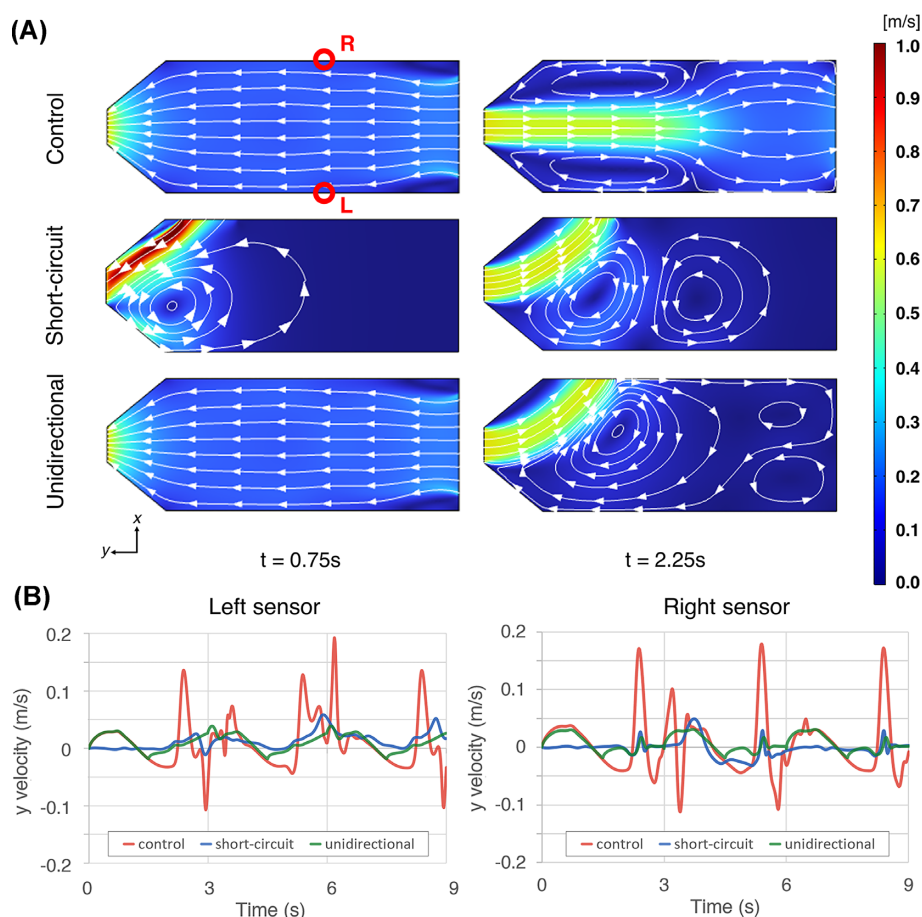 (A)
[m/s]
R
L
Control
Short-circuit
Unidirectional
1.0
0.9
0.8
0.7
0.6
0.5
0.4
0.3
0.2
0.1
0.0
x
y
t = 0.75s
t = 2.25s
(B)
Left sensor
y velocity (m/s)
0.2
0.1
0
-0.1
-0.2
control short-circuit unidirectional
0 3 6 9
Time (s)
Right sensor
y velocity (m/s)
0.2
0.1
0
-0.1
-0.2
control short-circuit unidirectional
0 3 6 9
Time (s)